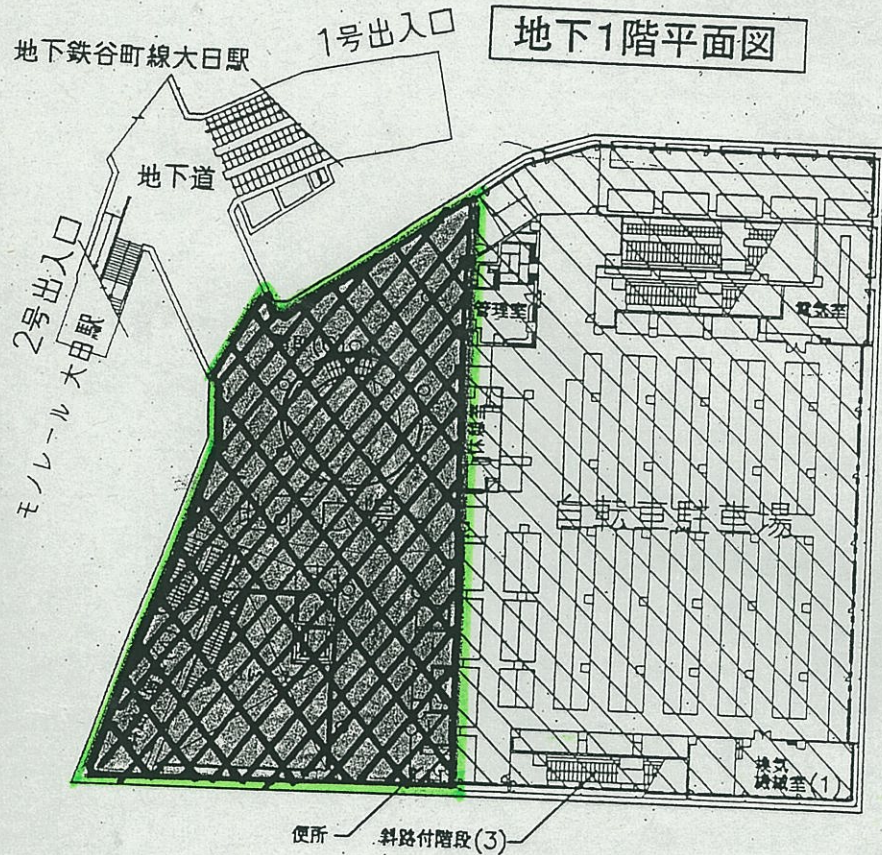 地下1階平面図
地下鉄谷町線大日駅
1号出入口
地下道
2号出入口
モノレール 大日駅
管理室
電気室
休憩室
自転車駐車場
換気
機械室(1)
便所
斜路付階段(3)